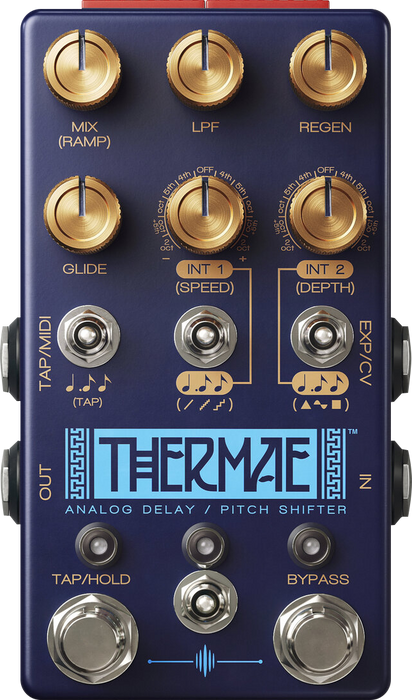 MIX
(RAMP)
LPF
REGEN
GLIDE
OFF
4th
4th
5th
5th
oct
oct
- INT 1 +
(SPEED)
OFF
4th
4th
5th
5th
oct
oct
INT 2
(DEPTH)
TAP/MIDI
(TAP)
EXP/CV
OUT
THERMAE™
IN
ANALOG DELAY / PITCH SHIFTER
TAP/HOLD
BYPASS